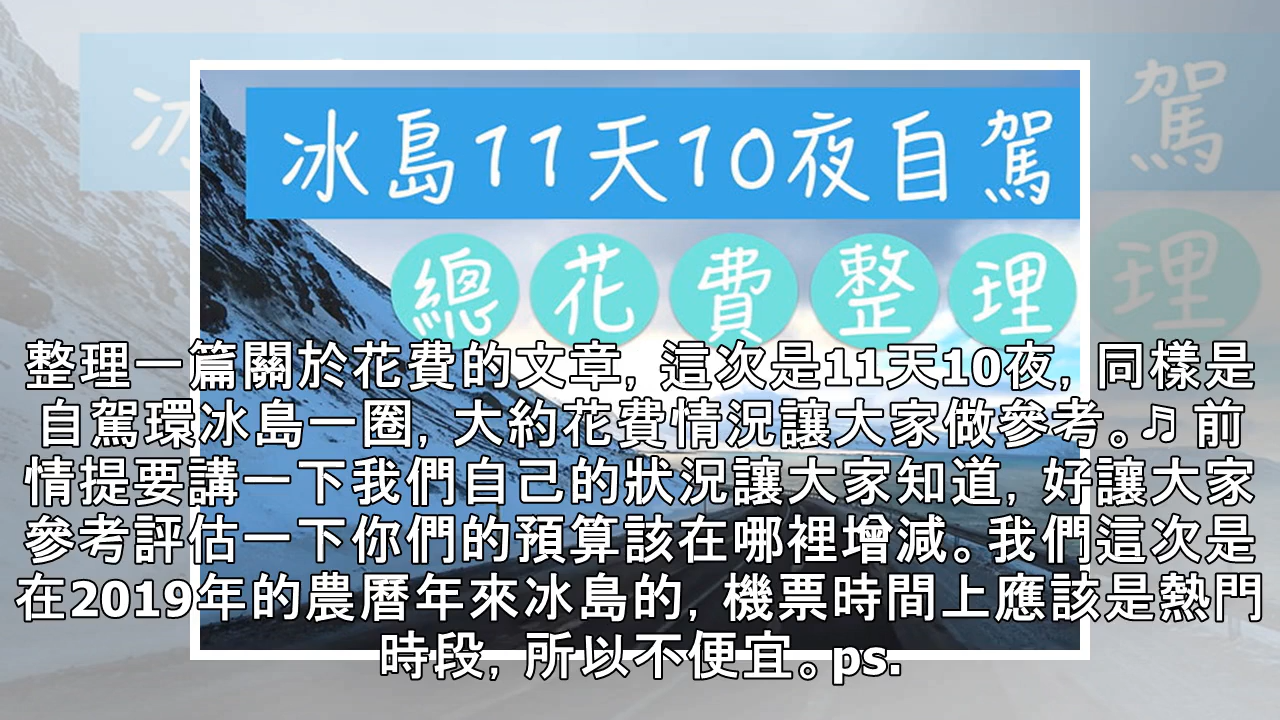 冰島11天10夜自駕
總花費整理
整理一篇關於花費的文章, 這次是11天10夜, 同樣是
自駕環冰島一圈, 大約花費情況讓大家做參考。♫ 前
情提要講一下我們自己的狀況讓大家知道, 好讓大家
參考評估一下你們的預算該在哪裡增減。我們這次是
在2019年的農曆年來冰島的, 機票時間上應該是熱門
時段, 所以不便宜。ps.